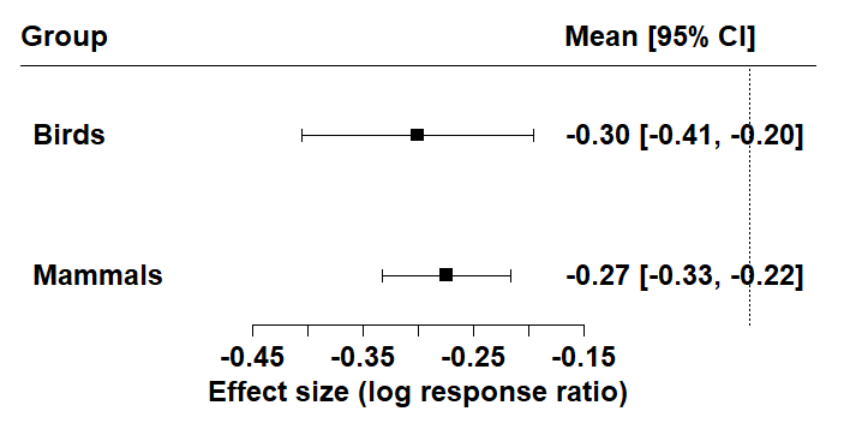 Group Mean [95% CI]
Birds -0.30 [-0.41, -0.20]
Mammals -0.27 [-0.33, -0.22]
-0.45 -0.35 -0.25 -0.15
Effect size (log response ratio)